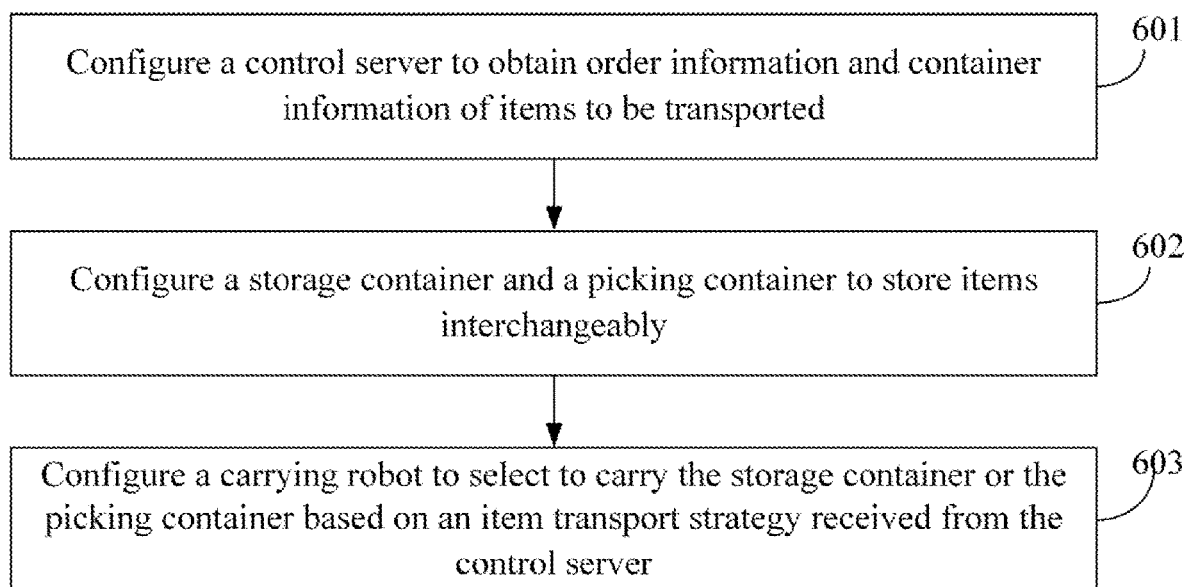 601
Configure a control server to obtain order information and container
information of items to be transported
602
Configure a storage container and a picking container to store items
interchangeably
603
Configure a carrying robot to select to carry the storage container or the
picking container based on an item transport strategy received from the
control server